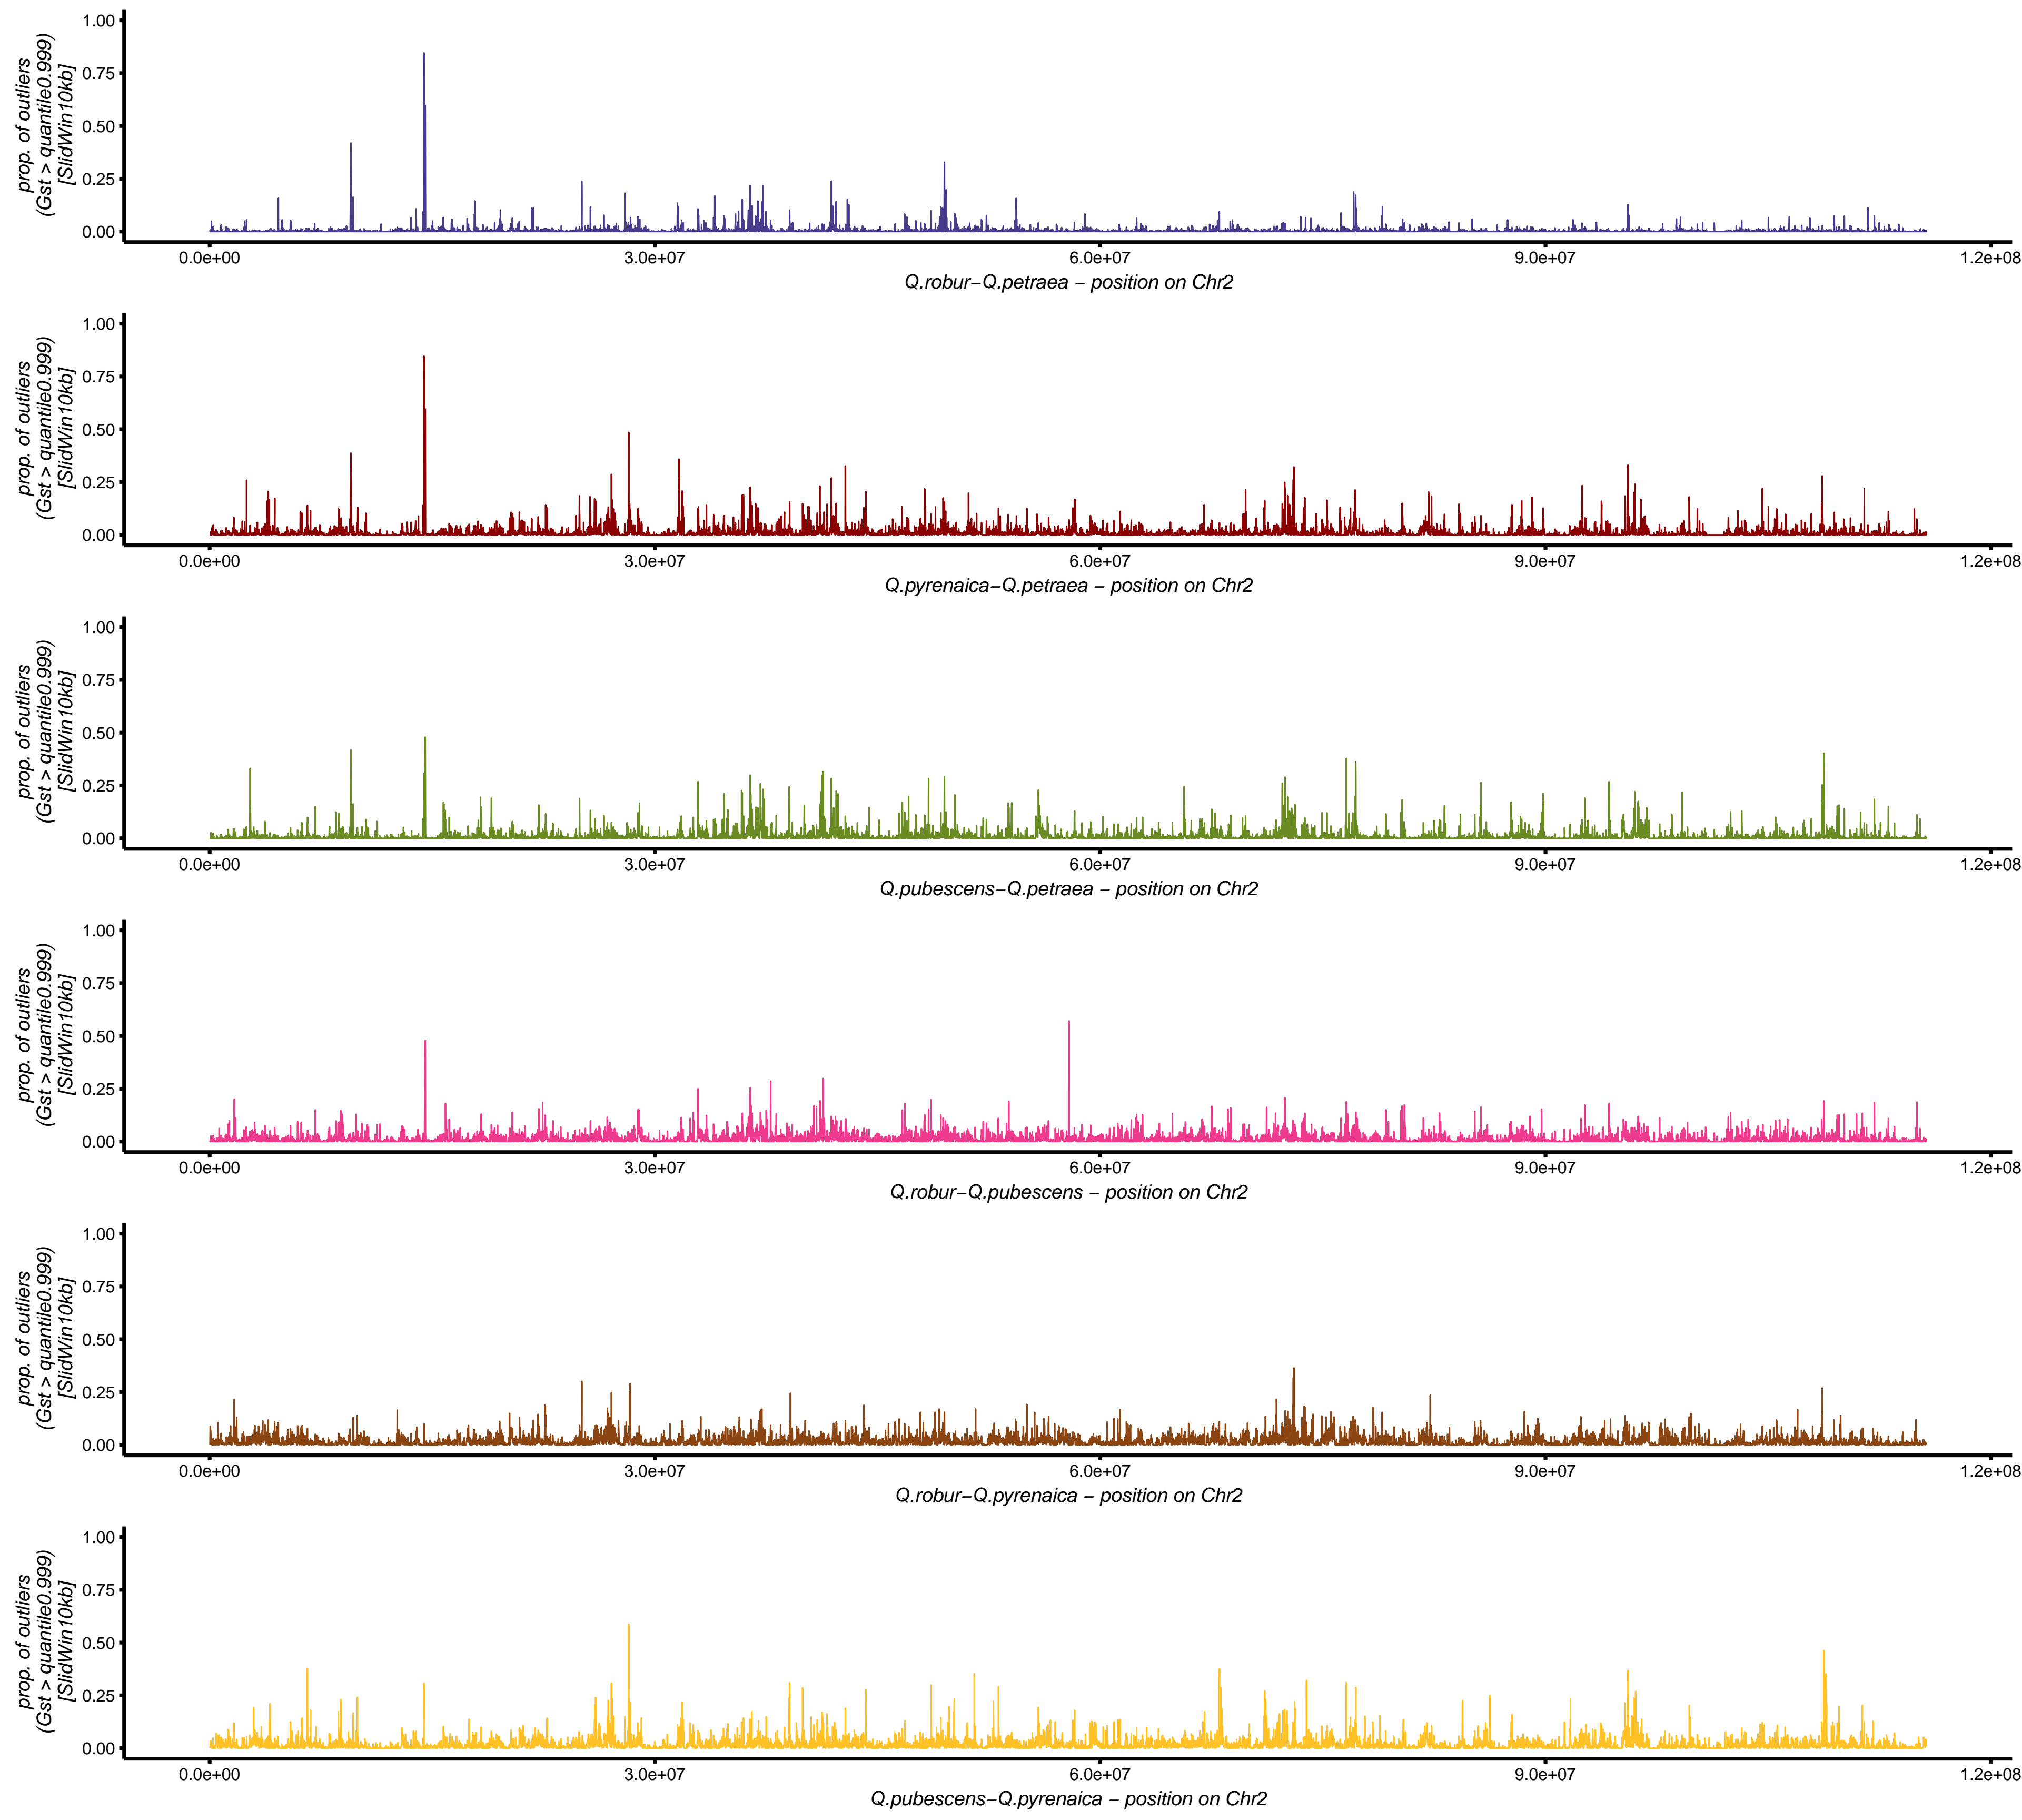 prop. of outliers
(Gst > quantile0.999)
[SlidWin10kb]
1.00
0.75
0.50
0.25
0.00
0.0e+00 3.0e+07 6.0e+07 9.0e+07 1.2e+08
Q.robur−Q.petraea − position on Chr2
prop. of outliers
(Gst > quantile0.999)
[SlidWin10kb]
1.00
0.75
0.50
0.25
0.00
0.0e+00 3.0e+07 6.0e+07 9.0e+07 1.2e+08
Q.pyrenaica−Q.petraea − position on Chr2
prop. of outliers
(Gst > quantile0.999)
[SlidWin10kb]
1.00
0.75
0.50
0.25
0.00
0.0e+00 3.0e+07 6.0e+07 9.0e+07 1.2e+08
Q.pubescens−Q.petraea − position on Chr2
prop. of outliers
(Gst > quantile0.999)
[SlidWin10kb]
1.00
0.75
0.50
0.25
0.00
0.0e+00 3.0e+07 6.0e+07 9.0e+07 1.2e+08
Q.robur−Q.pubescens − position on Chr2
prop. of outliers
(Gst > quantile0.999)
[SlidWin10kb]
1.00
0.75
0.50
0.25
0.00
0.0e+00 3.0e+07 6.0e+07 9.0e+07 1.2e+08
Q.robur−Q.pyrenaica − position on Chr2
prop. of outliers
(Gst > quantile0.999)
[SlidWin10kb]
1.00
0.75
0.50
0.25
0.00
0.0e+00 3.0e+07 6.0e+07 9.0e+07 1.2e+08
Q.pubescens−Q.pyrenaica − position on Chr2